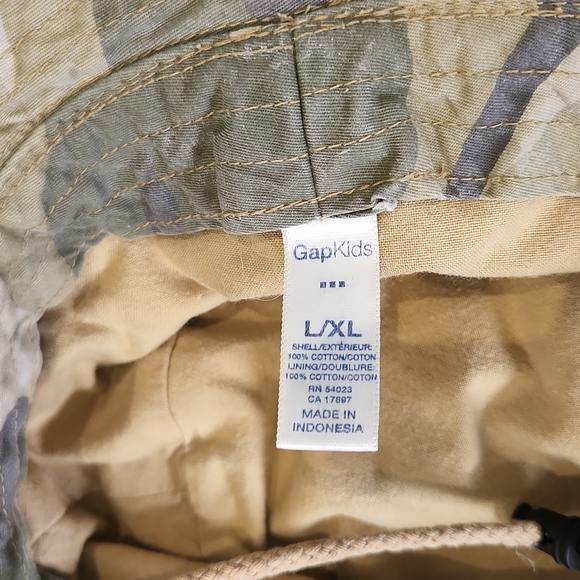 GapKids
L/XL
SHELL/EXTÉRIEUR:
100% COTTON/COTON
LINING/DOUBLURE:
100% COTTON/COTON
RN 54023
CA 17897
MADE IN
INDONESIA